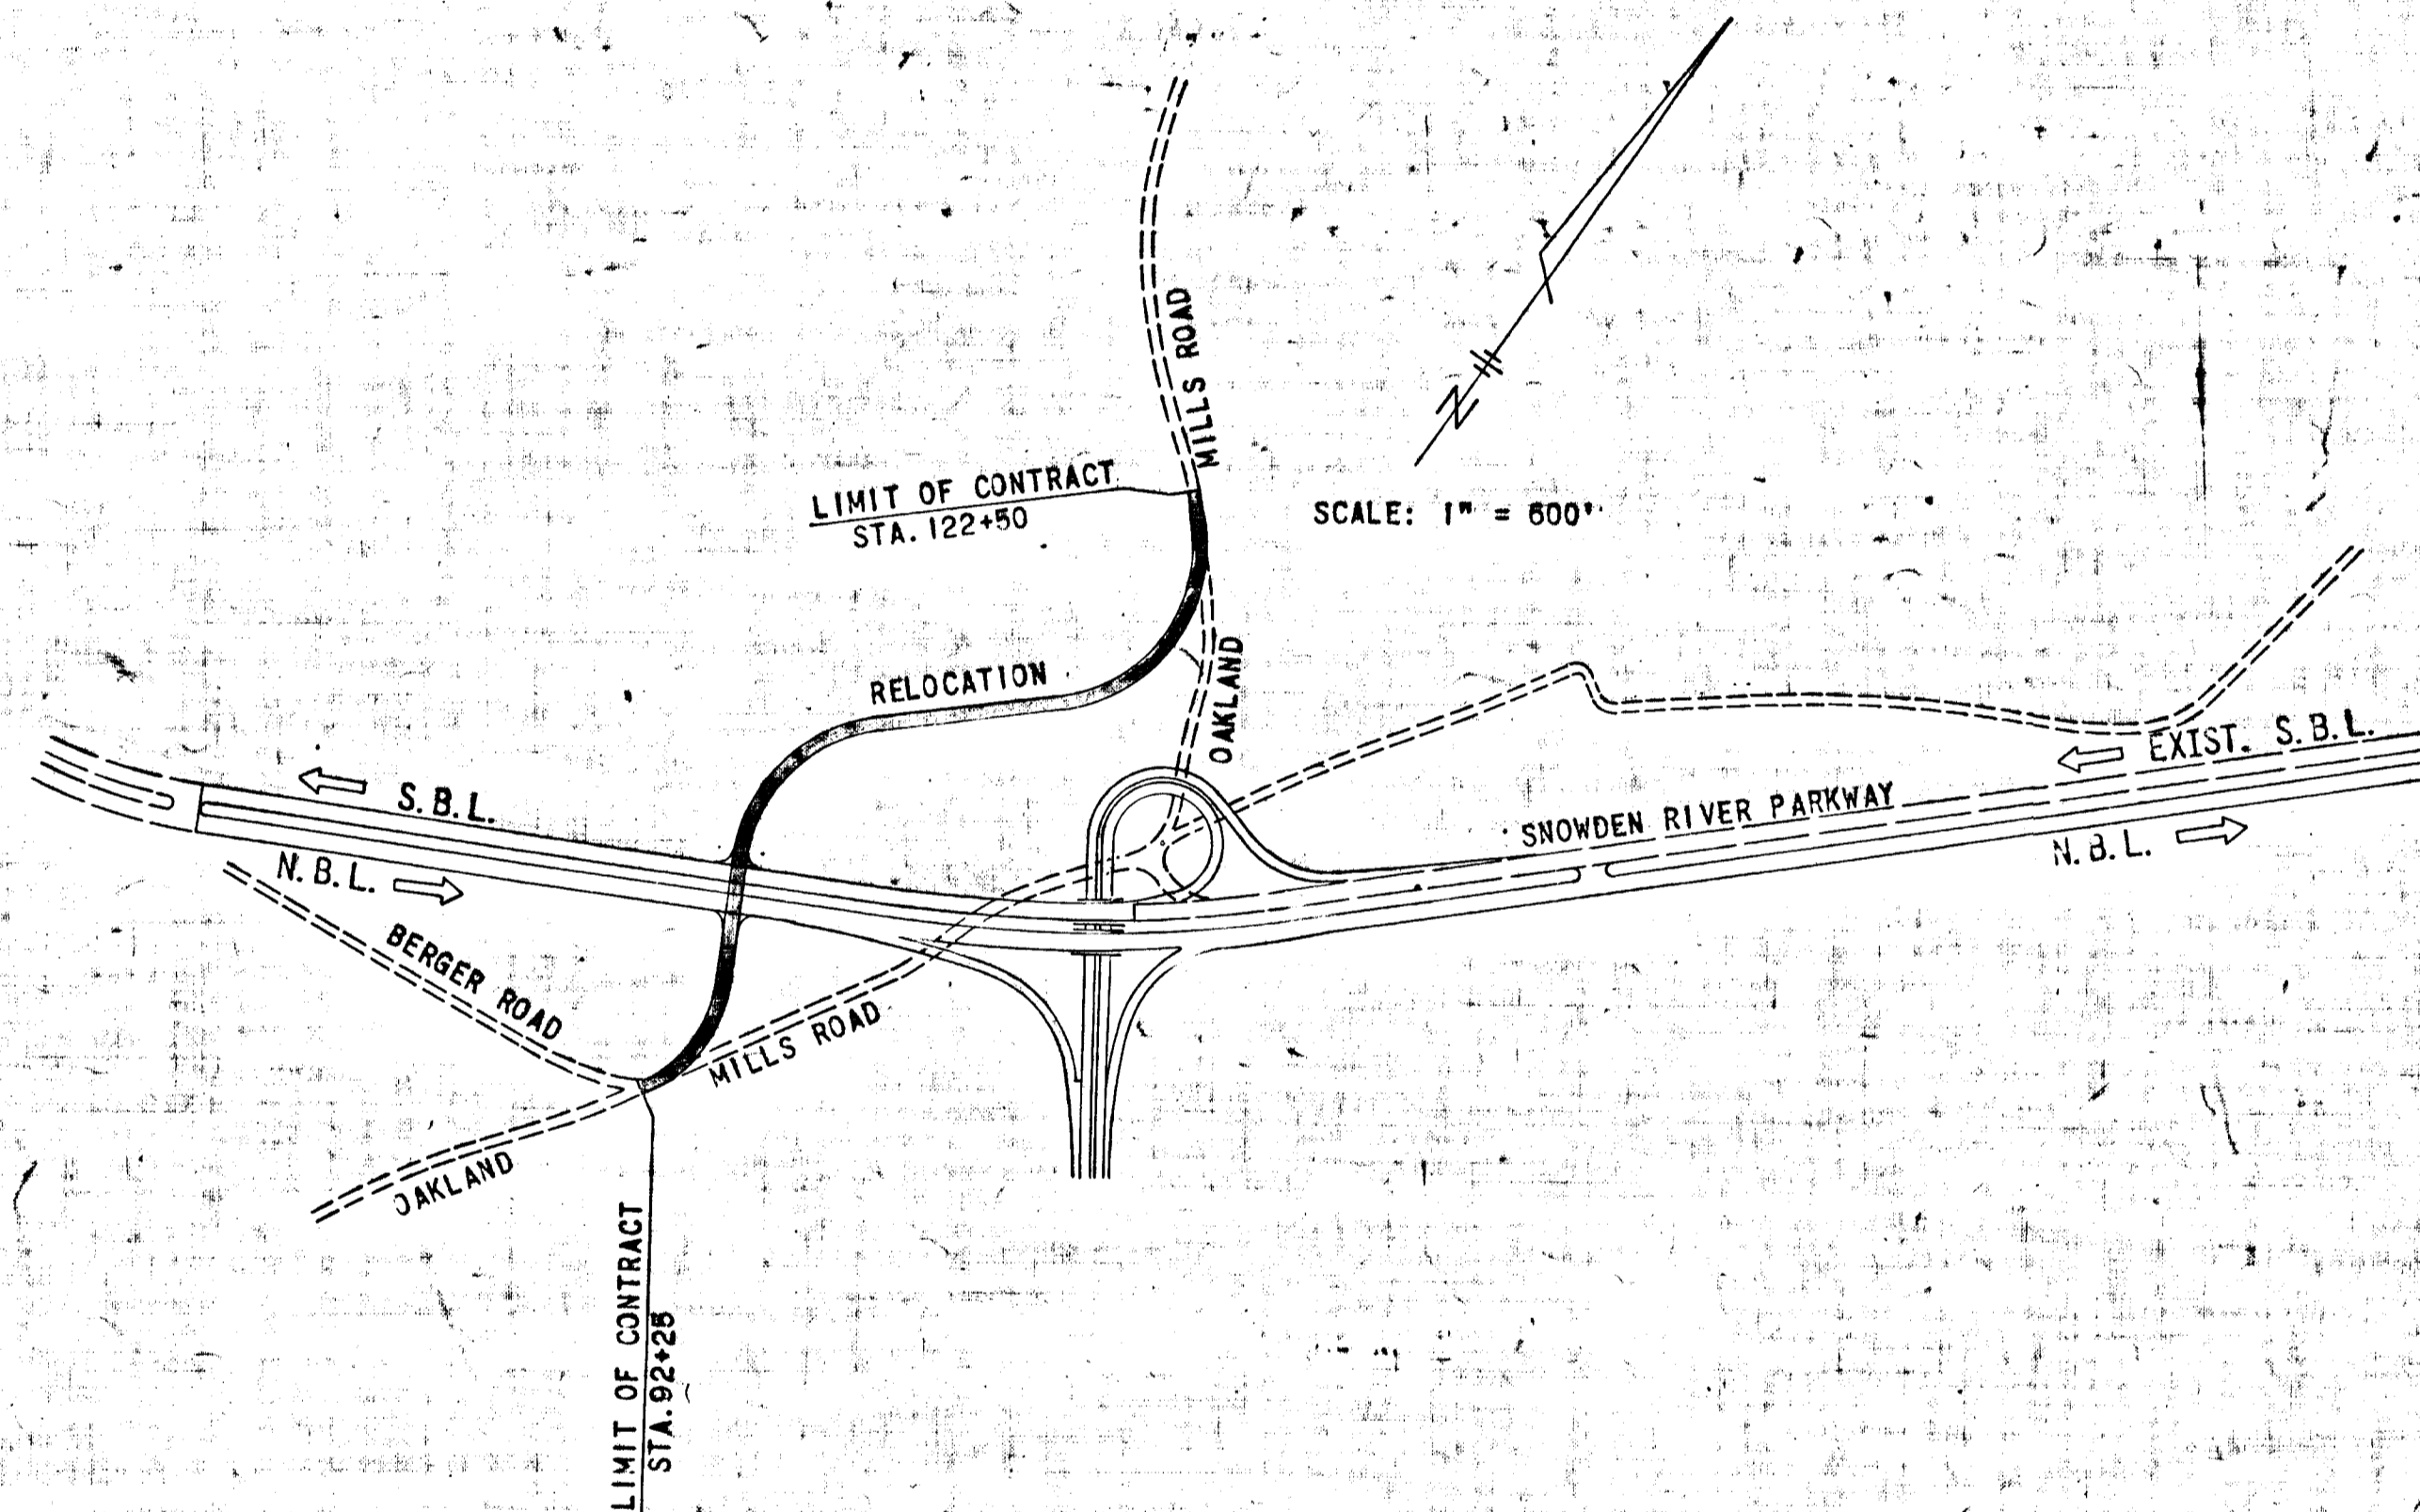 N
MILLS ROAD
LIMIT OF CONTRACT
STA. 122+50
SCALE: 1" = 600'
RELOCATION
OAKLAND
EXIST. S.B.L.
S.B.L.
SNOWDEN RIVER PARKWAY
N.B.L.
N.B.L.
BERGER ROAD
MILLS ROAD
OAKLAND
LIMIT OF CONTRACT
STA. 92+25